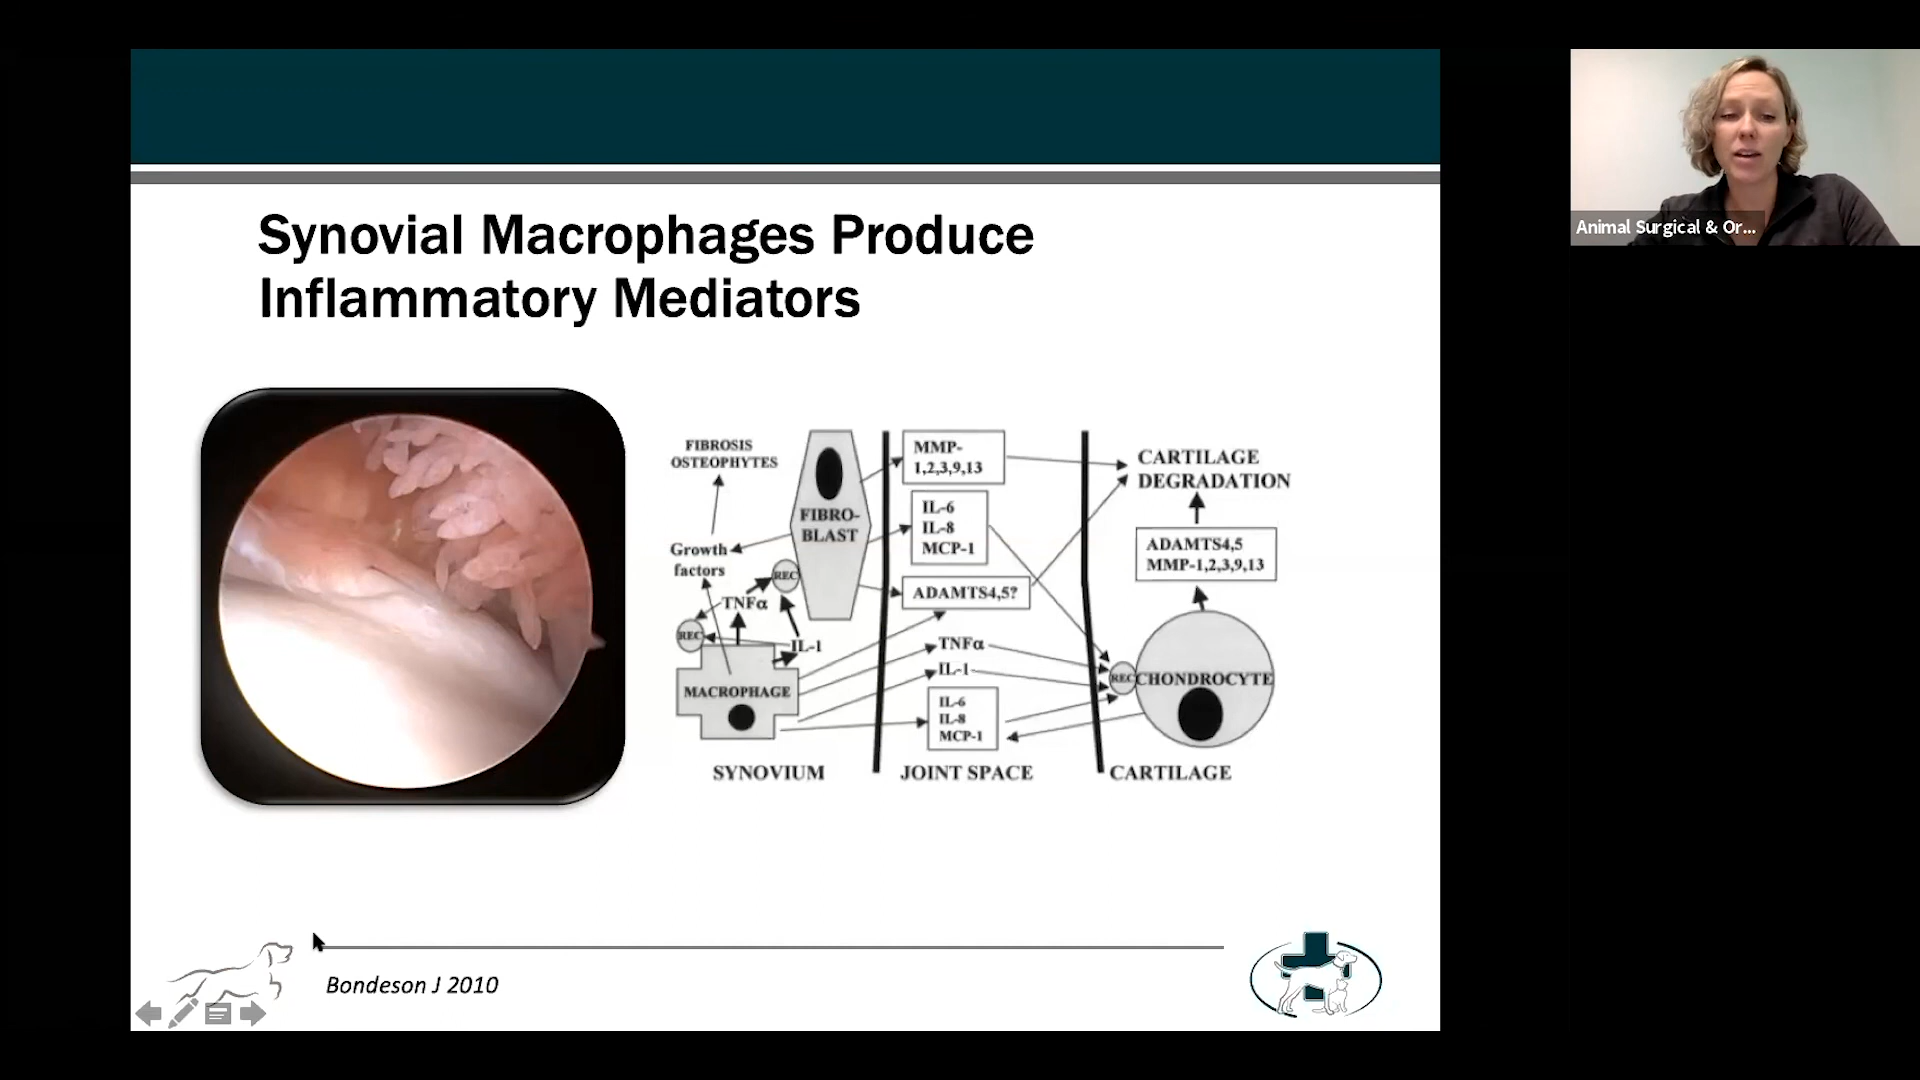 Synovial Macrophages Produce
Inflammatory Mediators
Animal Surgical & Or...
FIBROSIS
OSTEOPHYTES
Growth
factors
FIBRO-
BLAST
REC
TNFα
REC
IL-1
MACROPHAGE
SYNOVIUM
MMP-
1,2,3,9,13
IL-6
IL-8
MCP-1
ADAMTS4,5?
TNFα
IL-1
IL-6
IL-8
MCP-1
JOINT SPACE
CARTILAGE
DEGRADATION
ADAMTS4,5
MMP-1,2,3,9,13
REC
CHONDROCYTE
CARTILAGE
Bondeson J 2010